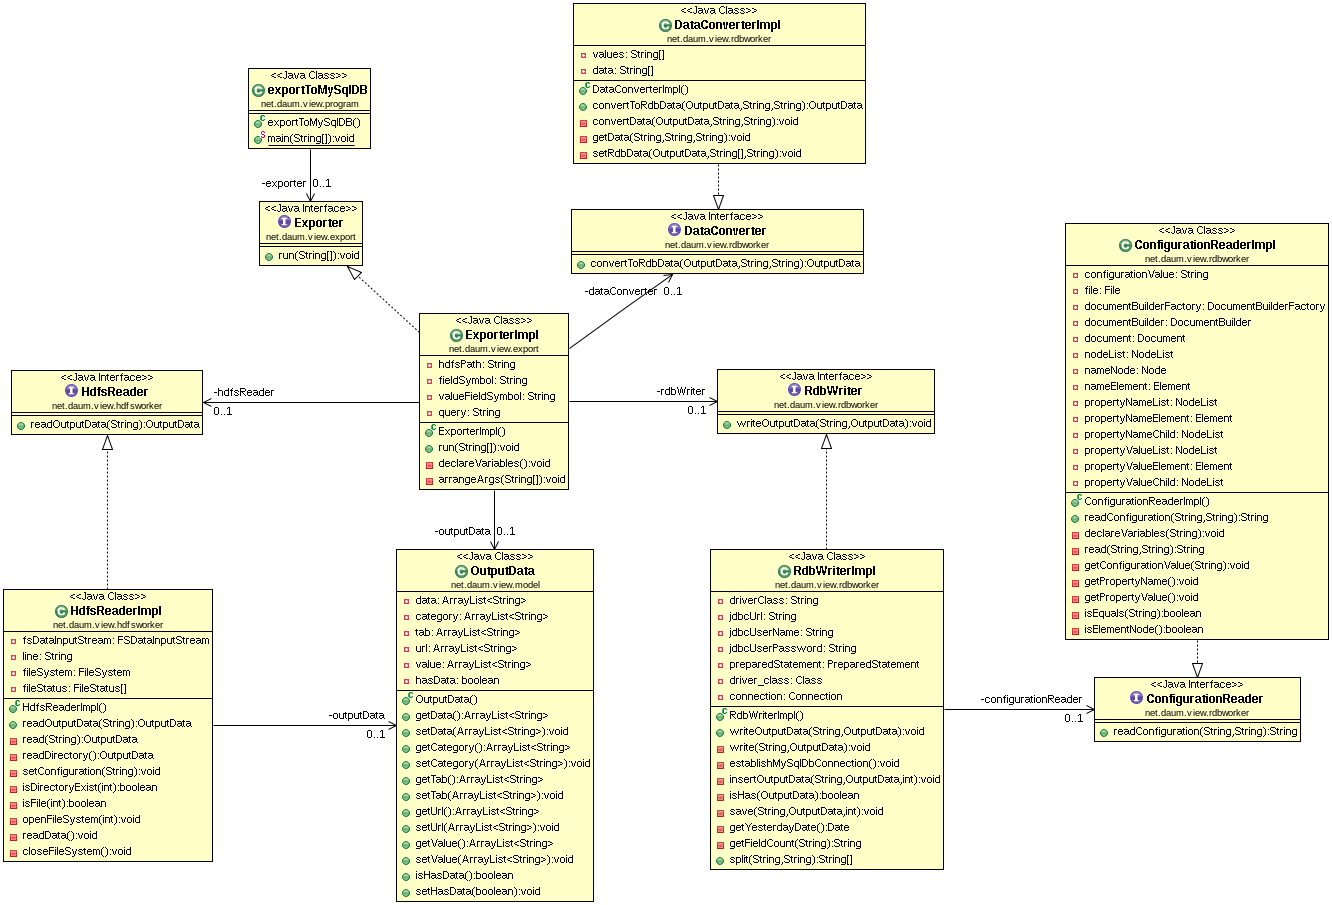 <<Java Class>>
DataConverterImpl
net.daum.view.rdbworker
values: String[]
data: String[]
DataConverterImpl()
convertToRdbData(OutputData,String,String):OutputData
convertData(OutputData,String,String):void
getData(String,String,String):void
setRdbData(OutputData,String[],String):void
<<Java Class>>
exportToMySqlDB
net.daum.view.program
exportToMySqlDB()
main(String[]):void
-exporter 0..1
<<Java Interface>>
Exporter
net.daum.view.export
run(String[]):void
<<Java Interface>>
DataConverter
net.daum.view.rdbworker
convertToRdbData(OutputData,String,String):OutputData
-dataConverter 0..1
<<Java Class>>
ConfigurationReaderImpl
net.daum.view.rdbworker
configurationValue: String
file: File
documentBuilderFactory: DocumentBuilderFactory
documentBuilder: DocumentBuilder
document: Document
nodeList: NodeList
nameNode: Node
nameElement: Element
propertyNameList: NodeList
propertyNameElement: Element
propertyNameChild: NodeList
propertyValueList: NodeList
propertyValueElement: Element
propertyValueChild: NodeList
ConfigurationReaderImpl()
readConfiguration(String,String):String
declareVariables(String):void
read(String,String):String
getConfigurationValue(String):void
getPropertyName():void
getPropertyValue():void
isEquals(String):boolean
isElementNode():boolean
<<Java Class>>
ExporterImpl
net.daum.view.export
hdfsPath: String
fieldSymbol: String
valueFieldSymbol: String
query: String
ExporterImpl()
run(String[]):void
declareVariables():void
arrangeArgs(String[]):void
<<Java Interface>>
HdfsReader
net.daum.view.hdfsworker
readOutputData(String):OutputData
-hdfsReader
0..1
-rdbWriter
0..1
<<Java Interface>>
RdbWriter
net.daum.view.rdbworker
writeOutputData(String,OutputData):void
-outputData 0..1
<<Java Class>>
OutputData
net.daum.view.model
data: ArrayList<String>
category: ArrayList<String>
tab: ArrayList<String>
url: ArrayList<String>
value: ArrayList<String>
hasData: boolean
OutputData()
getData():ArrayList<String>
setData(ArrayList<String>):void
getCategory():ArrayList<String>
setCategory(ArrayList<String>):void
getTab():ArrayList<String>
setTab(ArrayList<String>):void
getUrl():ArrayList<String>
setUrl(ArrayList<String>):void
getValue():ArrayList<String>
setValue(ArrayList<String>):void
isHasData():boolean
setHasData(boolean):void
<<Java Class>>
RdbWriterImpl
net.daum.view.rdbworker
driverClass: String
jdbcUrl: String
jdbcUserName: String
jdbcUserPassword: String
preparedStatement: PreparedStatement
driver_class: Class
connection: Connection
RdbWriterImpl()
writeOutputData(String,OutputData):void
write(String,OutputData):void
establishMySqlDbConnection():void
insertOutputData(String,OutputData,int):void
isHas(OutputData):boolean
save(String,OutputData,int):void
getYesterdayDate():Date
getFieldCount(String):String
split(String,String):String[]
<<Java Class>>
HdfsReaderImpl
net.daum.view.hdfsworker
fsDataInputStream: FSDataInputStream
line: String
fileSystem: FileSystem
fileStatus: FileStatus[]
HdfsReaderImpl()
readOutputData(String):OutputData
read(String):OutputData
readDirectory():OutputData
setConfiguration(String):void
isDirectoryExist(int):boolean
isFile(int):boolean
openFileSystem(int):void
readData():void
closeFileSystem():void
-outputData
0..1
-configurationReader
0..1
<<Java Interface>>
ConfigurationReader
net.daum.view.rdbworker
readConfiguration(String,String):String